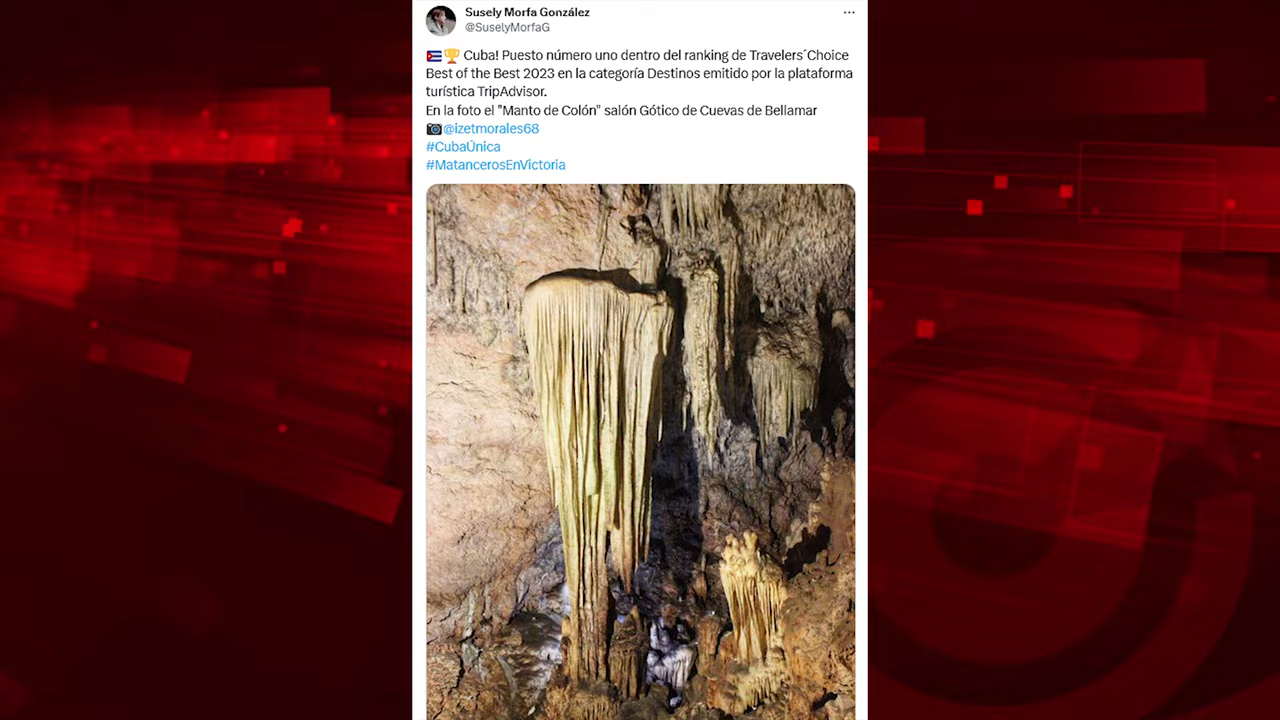 Susely Morfa González
@SuselyMorfaG
🇨🇺🏆 Cuba! Puesto número uno dentro del ranking de Travelers´Choice
Best of the Best 2023 en la categoría Destinos emitido por la plataforma
turística TripAdvisor.
En la foto el "Manto de Colón" salón Gótico de Cuevas de Bellamar
📷@izetmorales68
#CubaÚnica
#MatancerosEnVictoria